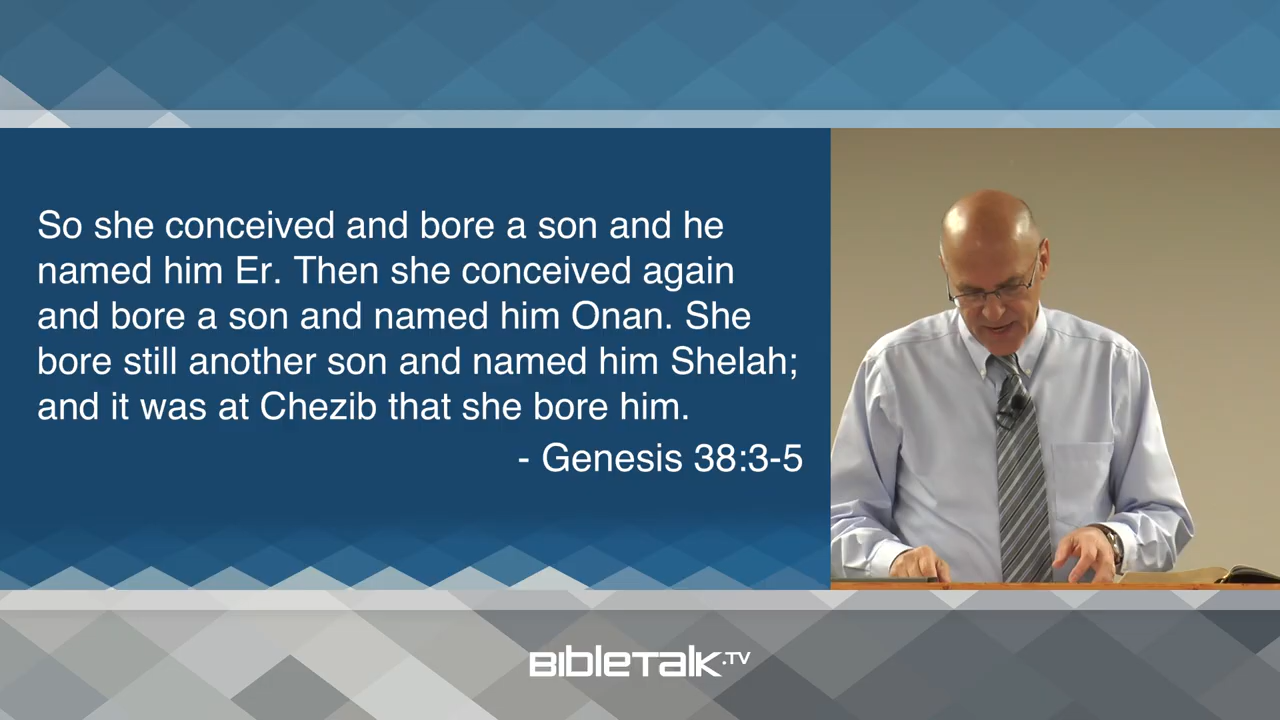 So she conceived and bore a son and he
named him Er. Then she conceived again
and bore a son and named him Onan. She
bore still another son and named him Shelah;
and it was at Chezib that she bore him.
- Genesis 38:3-5
BiBleTalk.TV